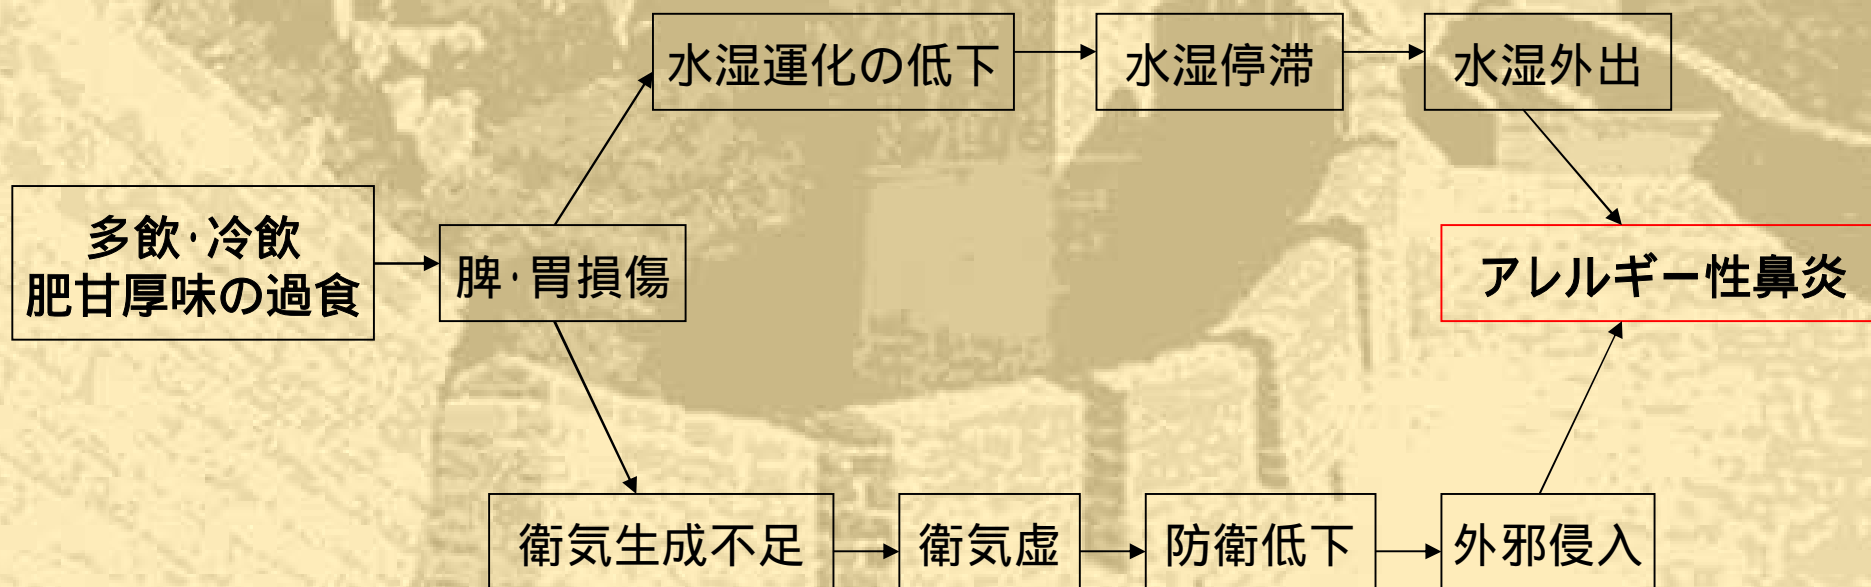 水湿運化の低下
水湿停滞
水湿外出
多飲・冷飲
肥甘厚味の過食
脾・胃損傷
アレルギー性鼻炎
衛気生成不足
衛気虚
防衛低下
外邪侵入